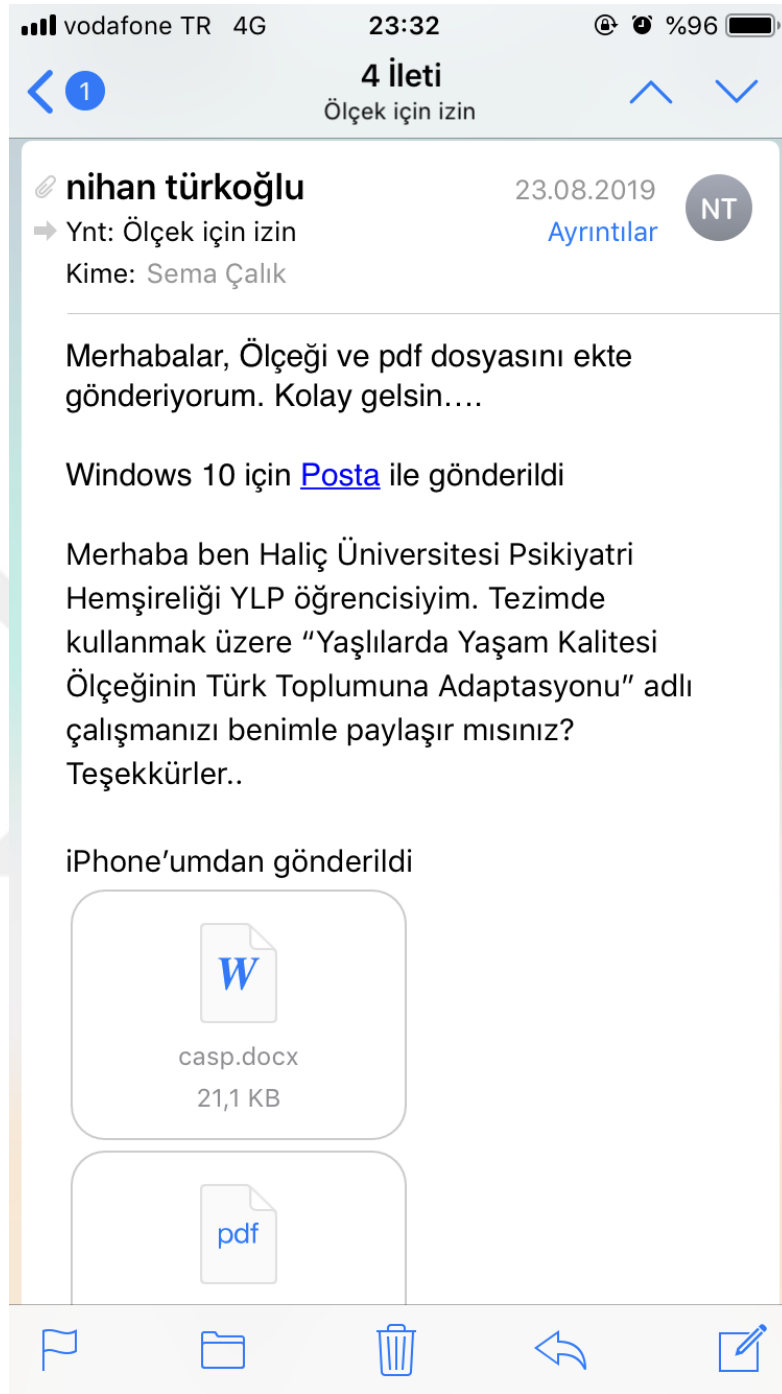 vodafone TR 4G 23:32 %96
1 4 İleti
Ölçek için izin
nihan türkoğlu 23.08.2019 NT
Ynt: Ölçek için izin Ayrıntılar
Kime: Sema Çalık
Merhabalar, Ölçeği ve pdf dosyasını ekte
gönderiyorum. Kolay gelsin....
Windows 10 için Posta ile gönderildi
Merhaba ben Haliç Üniversitesi Psikiyatri
Hemşireliği YLP öğrencisiyim. Tezimde
kullanmak üzere “Yaşlılarda Yaşam Kalitesi
Ölçeğinin Türk Toplumuna Adaptasyonu” adlı
çalışmanızı benimle paylaşır mısınız?
Teşekkürler..
iPhone’umdan gönderildi
W
casp.docx
21,1 KB
pdf